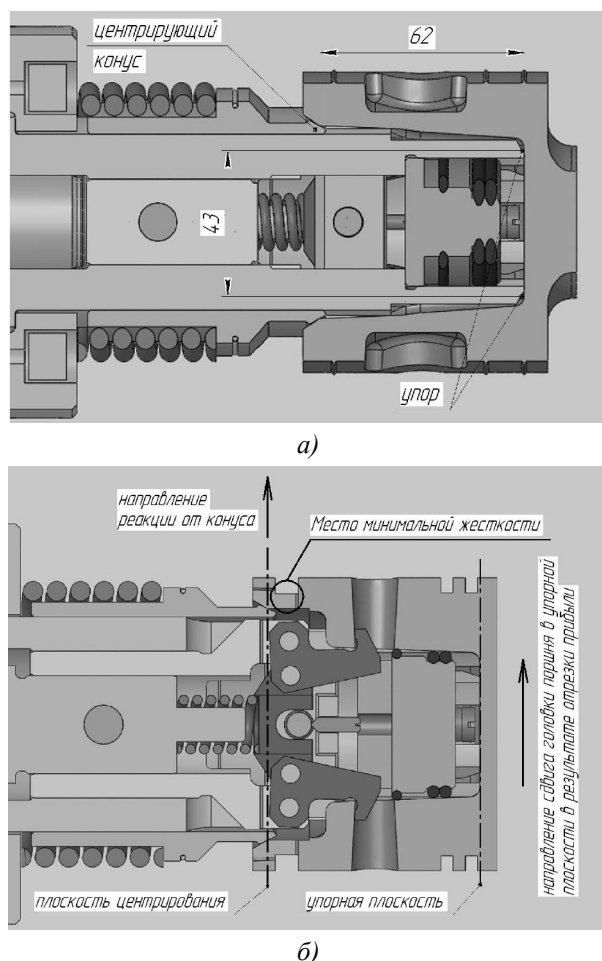 центрирующий
конус
62
43
упор
а)
направление
реакции от конуса
Место минимальной жесткости
направление сдвига головки поршня в упорной
плоскости в результате отрезки прибыли
плоскость центрирования
упорная плоскость
б)